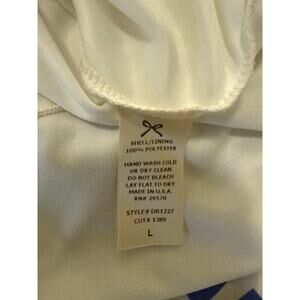 SHELL/LINING
100% POLYESTER
HAND WASH COLD
OR DRY CLEAN
DO NOT BLEACH
LAY FLAT TO DRY
MADE IN U.S.A.
RN# 29570
STYLE# DR1227
CUT# 1389
L